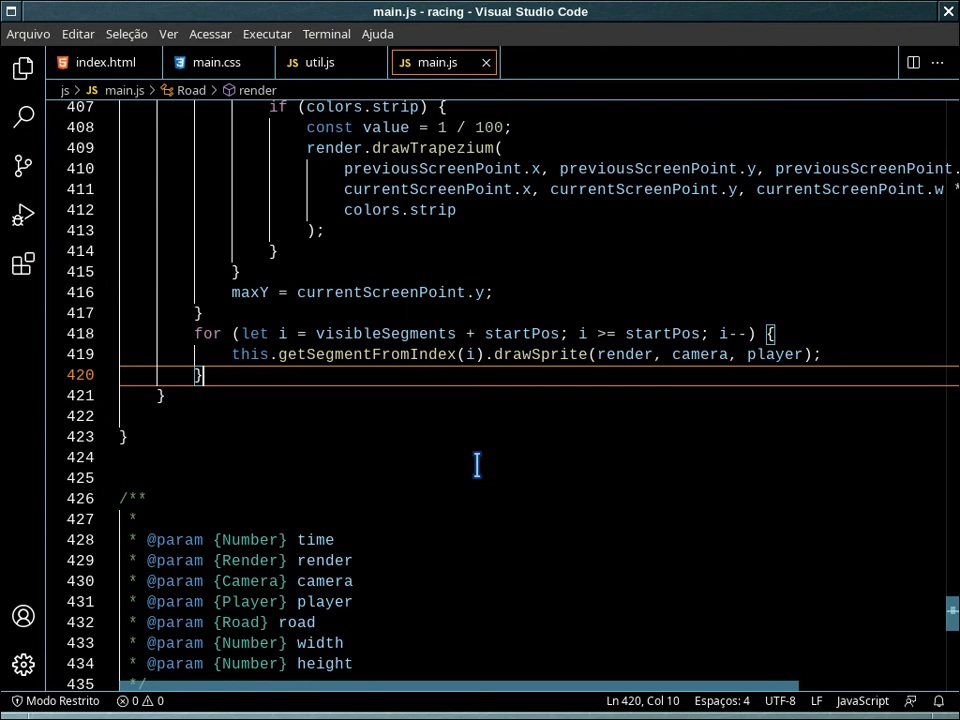 main.js - racing - Visual Studio Code
Arquivo Editar Seleção Ver Acessar Executar Terminal Ajuda
index.html main.css JS util.js JS main.js
js > JS main.js > Road > render
407 if (colors.strip) {
408 const value = 1 / 100;
409 render.drawTrapezium(
410 previousScreenPoint.x, previousScreenPoint.y, previousScreenPoint.
411 currentScreenPoint.x, currentScreenPoint.y, currentScreenPoint.w *
412 colors.strip
413 );
414 }
415 }
416 maxY = currentScreenPoint.y;
417 }
418 for (let i = visibleSegments + startPos; i >= startPos; i--) {
419 this.getSegmentFromIndex(i).drawSprite(render, camera, player);
420 }
421 }
422
423 }
424
425
426 /**
427 *
428 * @param {Number} time
429 * @param {Render} render
430 * @param {Camera} camera
431 * @param {Player} player
432 * @param {Road} road
433 * @param {Number} width
434 * @param {Number} height
435 */
Modo Restrito 0 0 Ln 420, Col 10 Espaços: 4 UTF-8 LF JavaScript